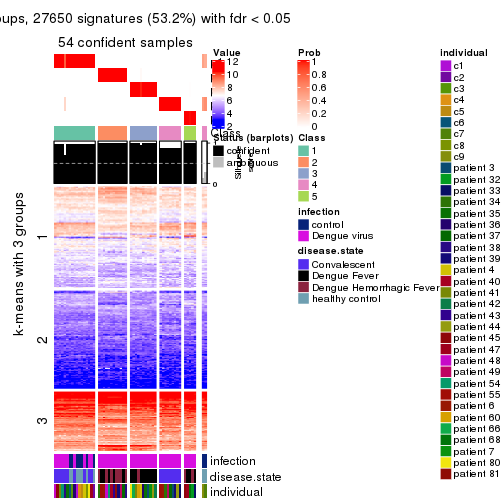 oups, 27650 signatures (53.2%) with fdr < 0.05
54 confident samples
k-means with 3 groups
1
2
3
Value
12
10
8
6
4
2
Class
Status (barplots)
confident
ambiguous
1
0
Silhouette
score
Prob
1
0.8
0.6
0.4
0.2
0
Class
1
2
3
4
5
infection
control
Dengue virus
disease.state
Convalescent
Dengue Fever
Dengue Hemorrhagic Fever
healthy control
infection
disease.state
individual
individual
c1
c2
c3
c4
c5
c6
c7
c8
c9
patient 3
patient 32
patient 33
patient 34
patient 35
patient 36
patient 37
patient 38
patient 39
patient 4
patient 40
patient 41
patient 42
patient 43
patient 44
patient 45
patient 47
patient 48
patient 49
patient 54
patient 55
patient 6
patient 60
patient 66
patient 68
patient 7
patient 80
patient 81